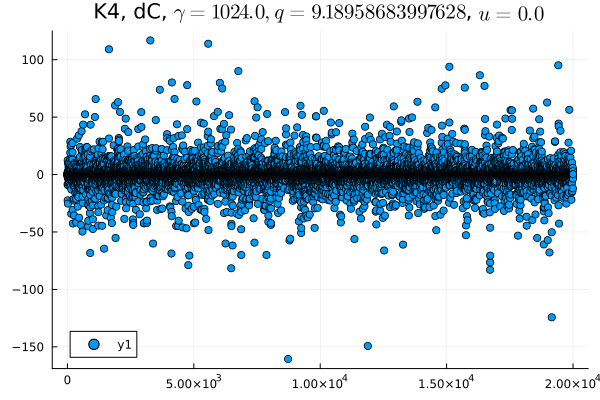 K4, dC, γ = 1024.0, q = 9.18958683997628, u = 0.0
100
50
0
−50
−100
−150
y1
0 5.00×10³ 1.00×10⁴ 1.50×10⁴ 2.00×10⁴